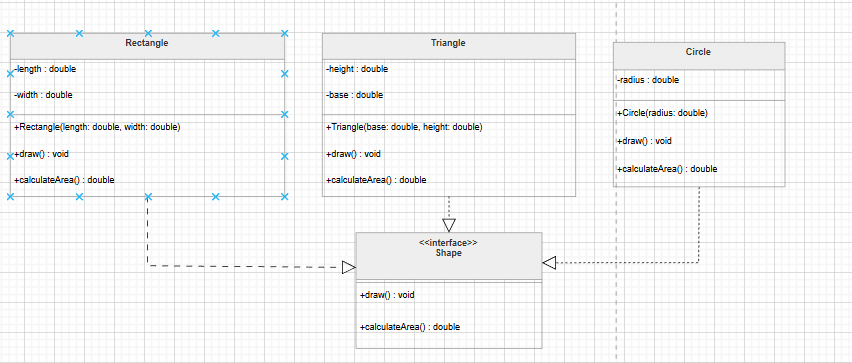 Rectangle
-length : double
-width : double
+Rectangle(length: double, width: double)
+draw() : void
+calculateArea() : double
Triangle
-height : double
-base : double
+Triangle(base: double, height: double)
+draw() : void
+calculateArea() : double
Circle
-radius : double
+Circle(radius: double)
+draw() : void
+calculateArea() : double
<<interface>>
Shape
+draw() : void
+calculateArea() : double